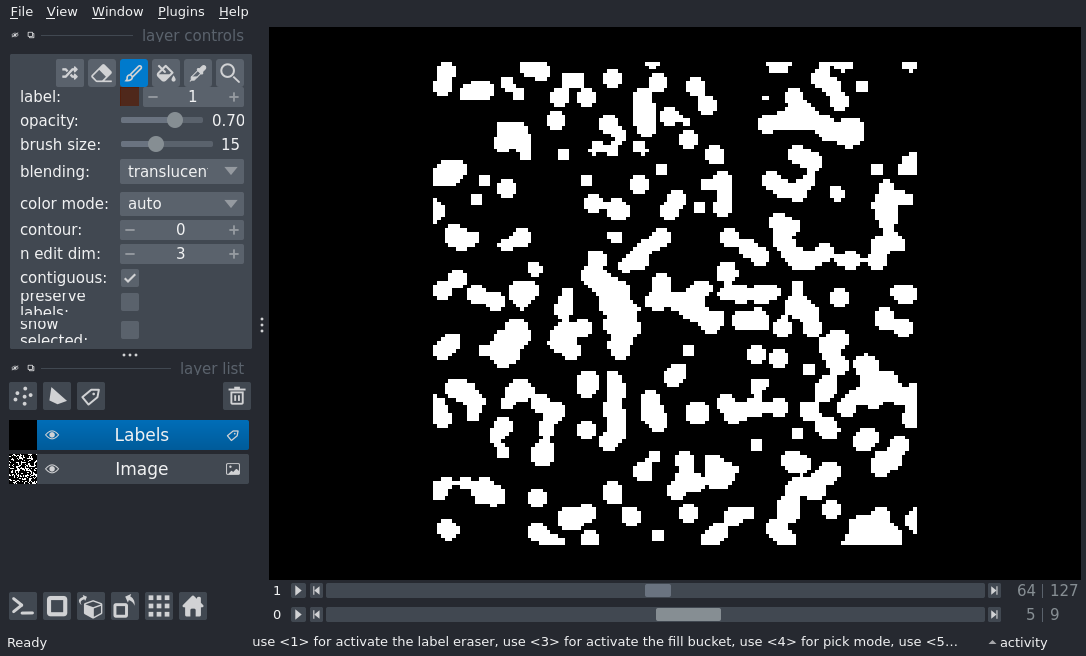 File View Window Plugins Help
layer controls
label: 1
opacity: 0.70
brush size: 15
blending: translucen
color mode: auto
contour: 0
n edit dim: 3
contiguous:
preserve
labels:
show
selected:
layer list
Labels
Image
1 64 127
0 5 9
Ready use <1> for activate the label eraser, use <3> for activate the fill bucket, use <4> for pick mode, use <5... activity